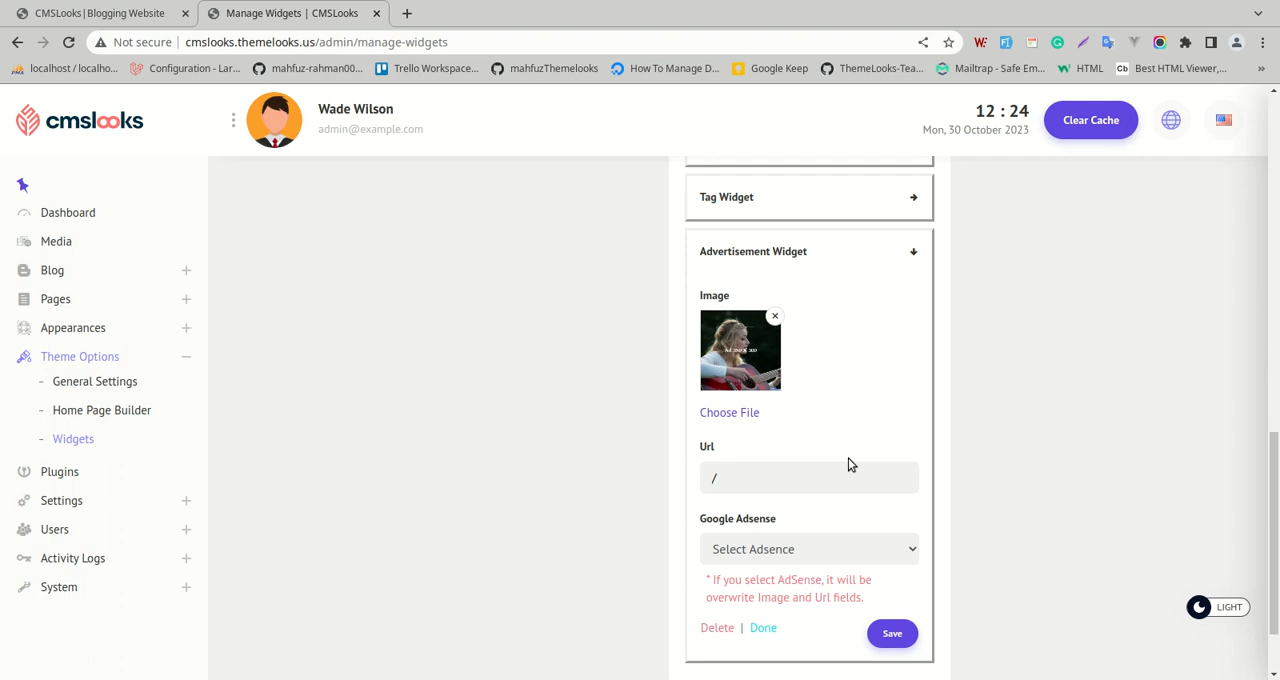 CMSLooks|Blogging Website
Manage Widgets | CMSLooks
Not secure
cmslooks.themelooks.us/admin/manage-widgets
localhost / localho...
Configuration - Lar...
mahfuz-rahman00...
Trello Workspace...
mahfuzThemelooks
How To Manage D...
Google Keep
ThemeLooks-Tea...
Mailtrap - Safe Em...
HTML
Best HTML Viewer,...
cmslooks
Wade Wilson
admin@example.com
12 : 24
Mon, 30 October 2023
Clear Cache
Dashboard
Media
Blog
Pages
Appearances
Theme Options
- General Settings
- Home Page Builder
- Widgets
Plugins
Settings
Users
Activity Logs
System
Tag Widget
Advertisement Widget
Image
Choose File
Url
/
Google Adsense
Select Adsence
* If you select AdSense, it will be
overwrite Image and Url fields.
Delete | Done
Save
LIGHT